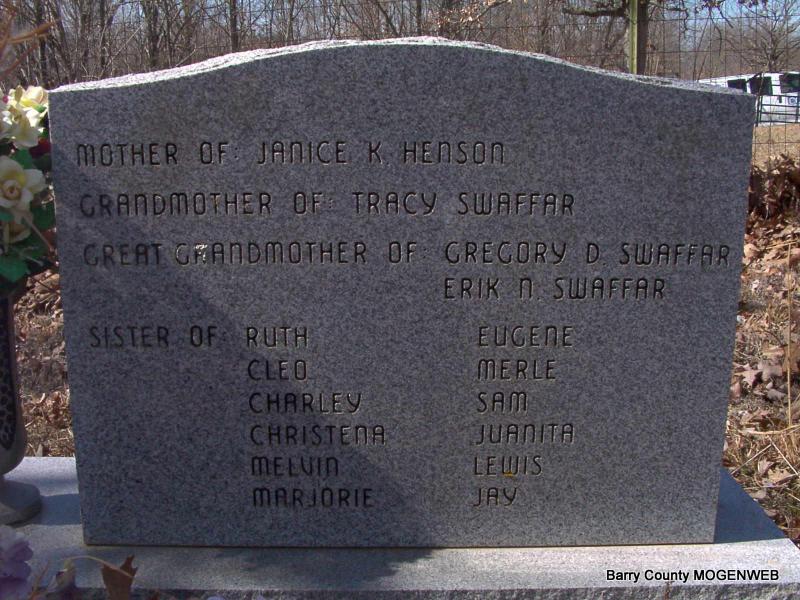 MOTHER OF: JANICE K. HENSON
GRANDMOTHER OF: TRACY SWAFFAR
GREAT GRANDMOTHER OF: GREGORY D. SWAFFAR
ERIK N. SWAFFAR
SISTER OF: RUTH EUGENE
CLEO MERLE
CHARLEY SAM
CHRISTENA JUANITA
MELVIN LEWIS
MARJORIE JAY
Barry County MOGENWEB